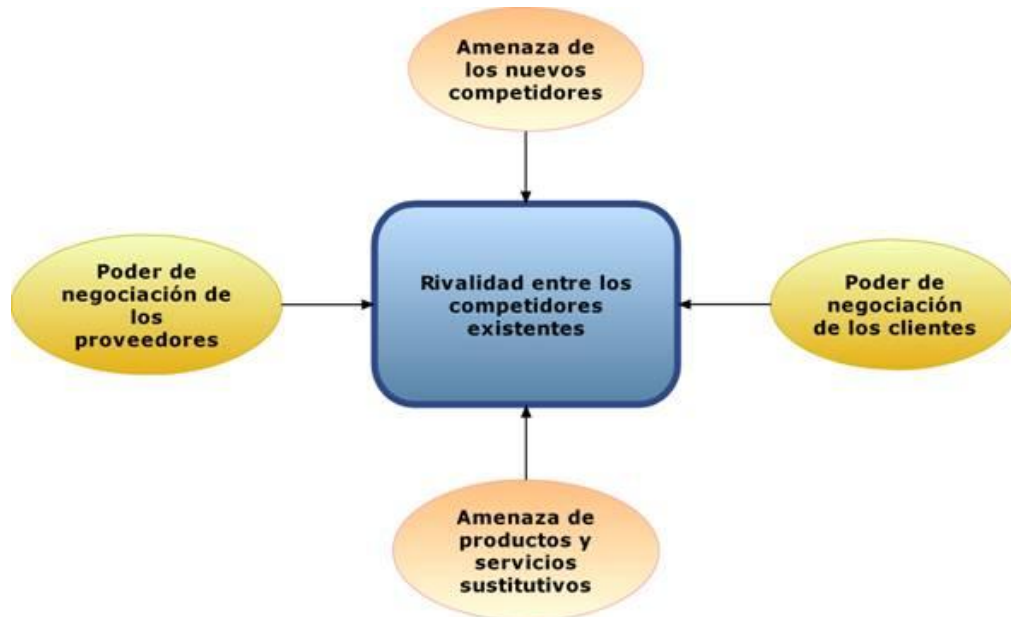 Amenaza de
los nuevos
competidores
Poder de
negociación de
los
proveedores
Rivalidad entre los
competidores
existentes
Poder de
negociación
de los clientes
Amenaza de
productos y
servicios
sustitutivos